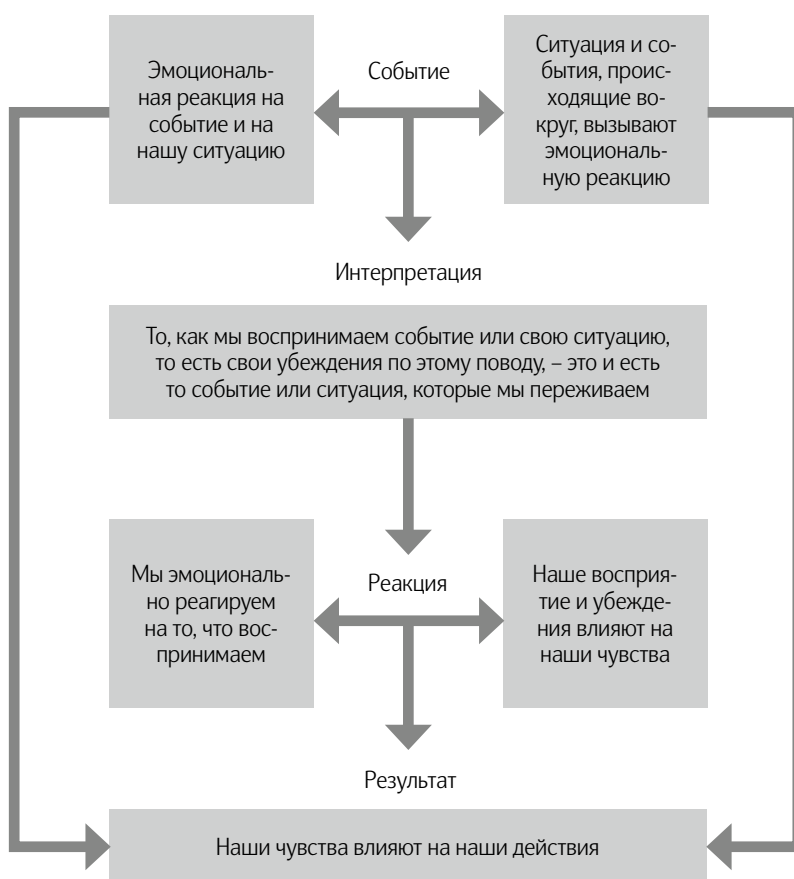 Эмоциональ-
ная реакция на
событие и на
нашу ситуацию
Событие
Ситуация и со-
бытия, проис-
ходящие во-
круг, вызывают
эмоциональ-
ную реакцию
Интерпретация
То, как мы воспринимаем событие или свою ситуацию,
то есть свои убеждения по этому поводу, – это и есть
то событие или ситуация, которые мы переживаем
Мы эмоциональ-
но реагируем
на то, что вос-
принимаем
Реакция
Наше восприя-
тие и убежде-
ния влияют на
наши чувства
Результат
Наши чувства влияют на наши действия